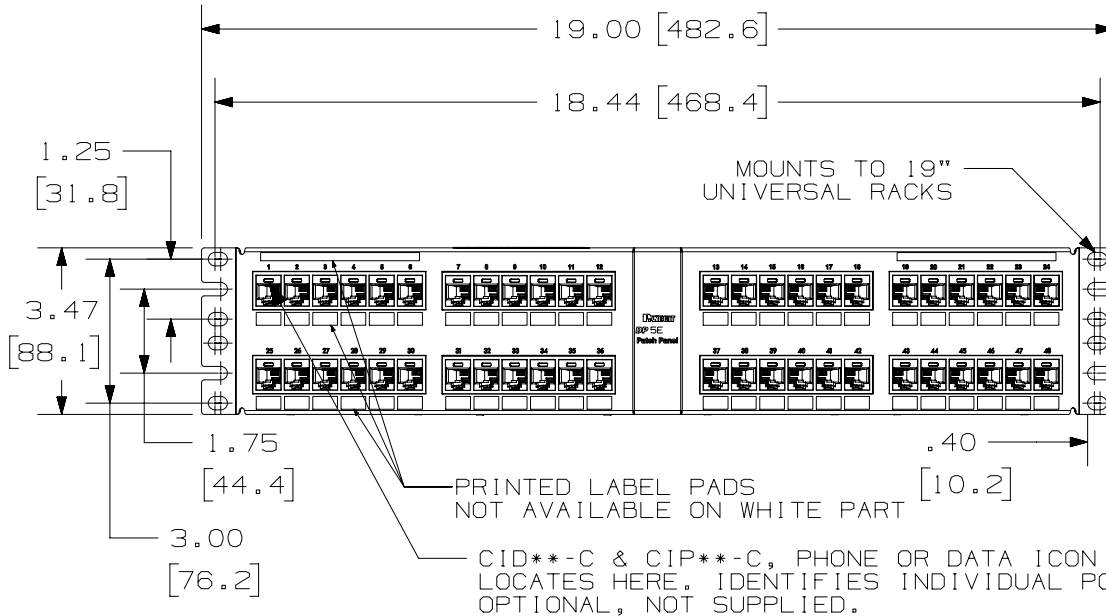 19.00 [482.6]
18.44 [468.4]
1.25
[31.8]
MOUNTS TO 19"
UNIVERSAL RACKS
1 2 3 4 5 6 7 8 9 10 11 12 13 14 15 16 17 18 19 20 21 22 23 24
3.47
[88.1]
PANDUIT
DP 5E
Patch Panel
25 26 27 28 29 30 31 32 33 34 35 36 37 38 39 40 41 42 43 44 45 46 47 48
1.75
[44.4]
.40
[10.2]
PRINTED LABEL PADS
NOT AVAILABLE ON WHITE PART
3.00
[76.2]
CID**-C & CIP**-C, PHONE OR DATA ICON
LOCATES HERE. IDENTIFIES INDIVIDUAL PO
OPTIONAL, NOT SUPPLIED.